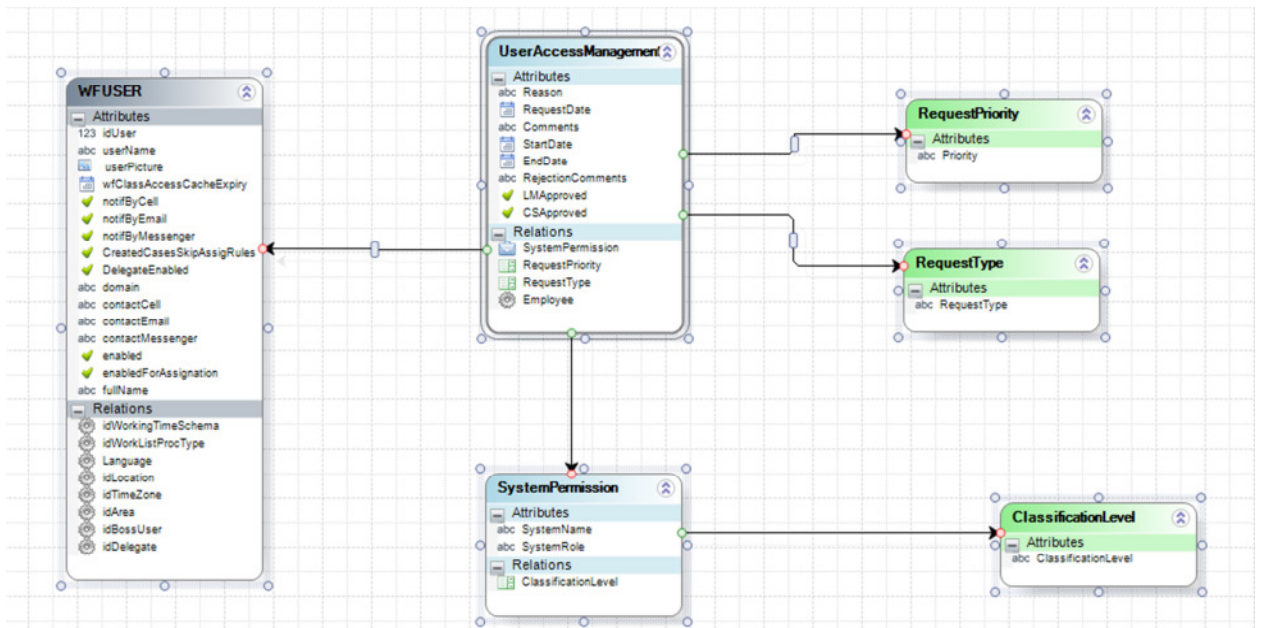 WFUSER
Attributes
123 idUser
abc userName
userPicture
wfClassAccessCacheExpiry
notifByCell
notifByEmail
notifByMessenger
CreatedCasesSkipAssigRules
DelegateEnabled
abc domain
abc contactCell
abc contactEmail
abc contactMessenger
enabled
enabledForAssignation
abc fullName
Relations
idWorkingTimeSchema
idWorkListProcType
Language
idLocation
idTimeZone
idArea
idBossUser
idDelegate
UserAccessManagement
Attributes
abc Reason
RequestDate
abc Comments
StartDate
EndDate
abc RejectionComments
LMApproved
CSApproved
Relations
SystemPermission
RequestPriority
RequestType
Employee
RequestPriority
Attributes
abc Priority
RequestType
Attributes
abc RequestType
SystemPermission
Attributes
abc SystemName
abc SystemRole
Relations
ClassificationLevel
ClassificationLevel
Attributes
abc ClassificationLevel